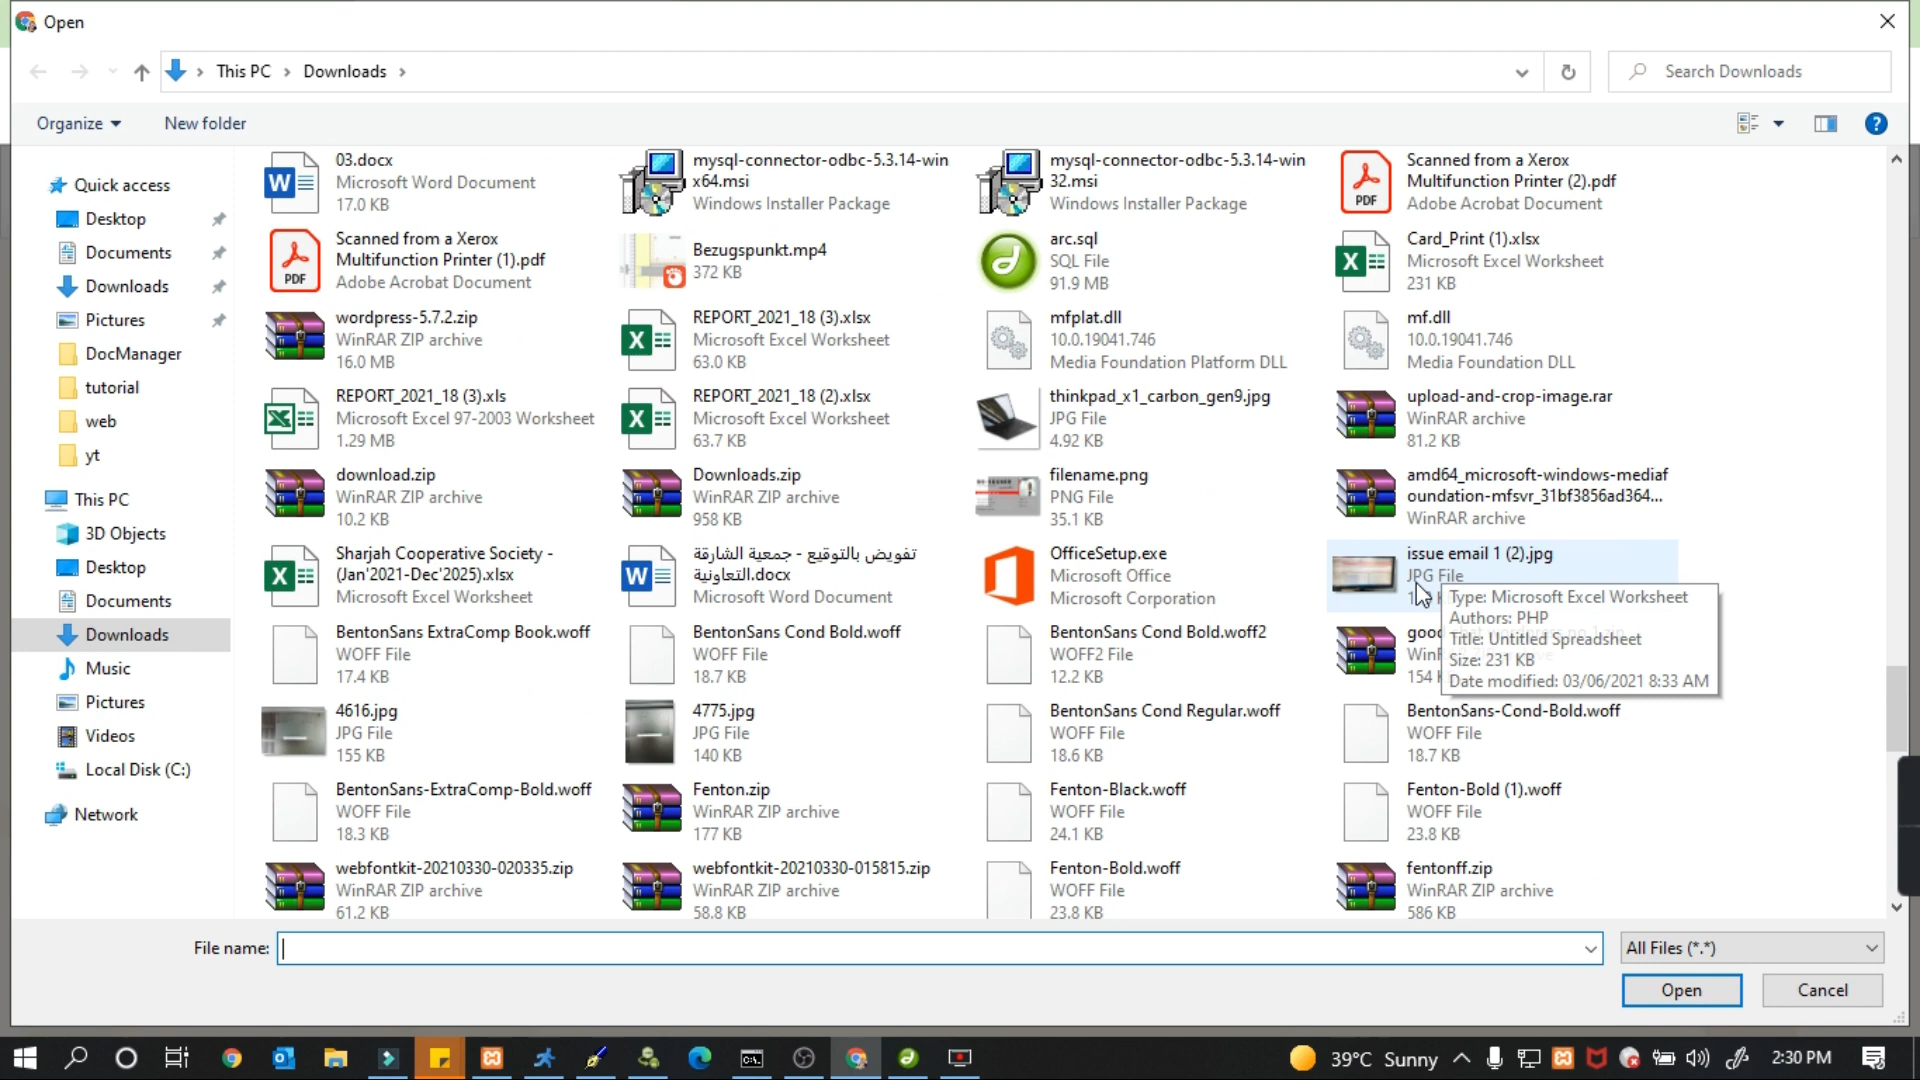 Open
This PC > Downloads >
Search Downloads
Organize
New folder
Quick access
Desktop
Documents
Downloads
Pictures
DocManager
tutorial
web
yt
This PC
3D Objects
Desktop
Documents
Downloads
Music
Pictures
Videos
Local Disk (C:)
Network
03.docx
Microsoft Word Document
17.0 KB
mysql-connector-odbc-5.3.14-win
x64.msi
Windows Installer Package
mysql-connector-odbc-5.3.14-win
32.msi
Windows Installer Package
Scanned from a Xerox
Multifunction Printer (2).pdf
Adobe Acrobat Document
Scanned from a Xerox
Multifunction Printer (1).pdf
Adobe Acrobat Document
Bezugspunkt.mp4
372 KB
arc.sql
SQL File
91.9 MB
Card_Print (1).xlsx
Microsoft Excel Worksheet
231 KB
wordpress-5.7.2.zip
WinRAR ZIP archive
16.0 MB
REPORT_2021_18 (3).xlsx
Microsoft Excel Worksheet
63.0 KB
mfplat.dll
10.0.19041.746
Media Foundation Platform DLL
mf.dll
10.0.19041.746
Media Foundation DLL
REPORT_2021_18 (3).xls
Microsoft Excel 97-2003 Worksheet
1.29 MB
REPORT_2021_18 (2).xlsx
Microsoft Excel Worksheet
63.7 KB
thinkpad_x1_carbon_gen9.jpg
JPG File
4.92 KB
upload-and-crop-image.rar
WinRAR archive
81.2 KB
download.zip
WinRAR ZIP archive
10.2 KB
Downloads.zip
WinRAR ZIP archive
958 KB
filename.png
PNG File
35.1 KB
amd64_microsoft-windows-mediaf
oundation-mfsvr_31bf3856ad364...
WinRAR archive
Sharjah Cooperative Society -
(Jan'2021-Dec'2025).xlsx
Microsoft Excel Worksheet
تفويض بالتوقيع - جمعية الشارقة
التعاونية.docx
Microsoft Word Document
OfficeSetup.exe
Microsoft Office
Microsoft Corporation
issue email 1 (2).jpg
JPG File
Type: Microsoft Excel Worksheet
Authors: PHP
Title: Untitled Spreadsheet
Size: 231 KB
Date modified: 03/06/2021 8:33 AM
BentonSans ExtraComp Book.woff
WOFF File
17.4 KB
BentonSans Cond Bold.woff
WOFF File
18.7 KB
BentonSans Cond Bold.woff2
WOFF2 File
12.2 KB
154
4616.jpg
JPG File
155 KB
4775.jpg
JPG File
140 KB
BentonSans Cond Regular.woff
WOFF File
18.6 KB
BentonSans-Cond-Bold.woff
WOFF File
18.7 KB
BentonSans-ExtraComp-Bold.woff
WOFF File
18.3 KB
Fenton.zip
WinRAR ZIP archive
177 KB
Fenton-Black.woff
WOFF File
24.1 KB
Fenton-Bold (1).woff
WOFF File
23.8 KB
webfontkit-20210330-020335.zip
WinRAR ZIP archive
61.2 KB
webfontkit-20210330-015815.zip
WinRAR ZIP archive
58.8 KB
Fenton-Bold.woff
WOFF File
23.8 KB
fentonff.zip
WinRAR ZIP archive
586 KB
File name:
All Files (*.*)
Open
Cancel
39°C Sunny
2:30 PM